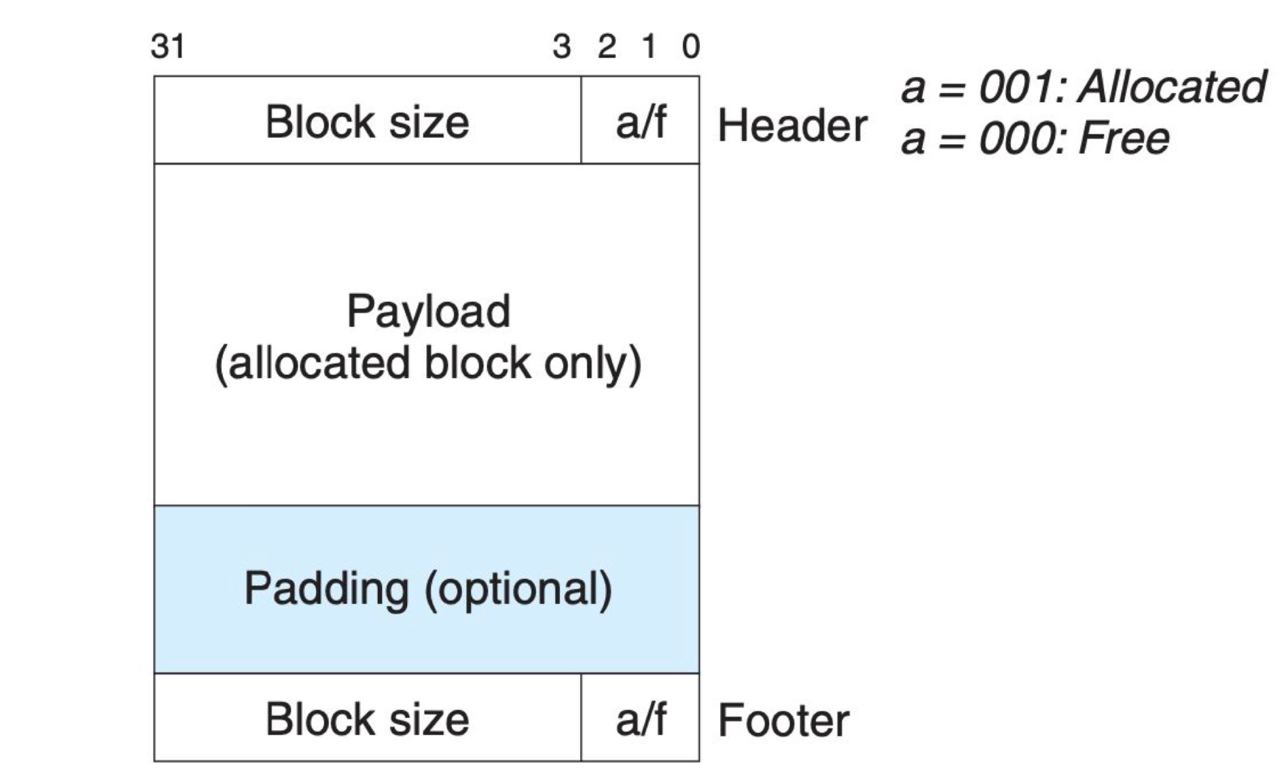 31 3 2 1 0
Block size a/f Header
a = 001: Allocated
a = 000: Free
Payload
(allocated block only)
Padding (optional)
Block size a/f Footer